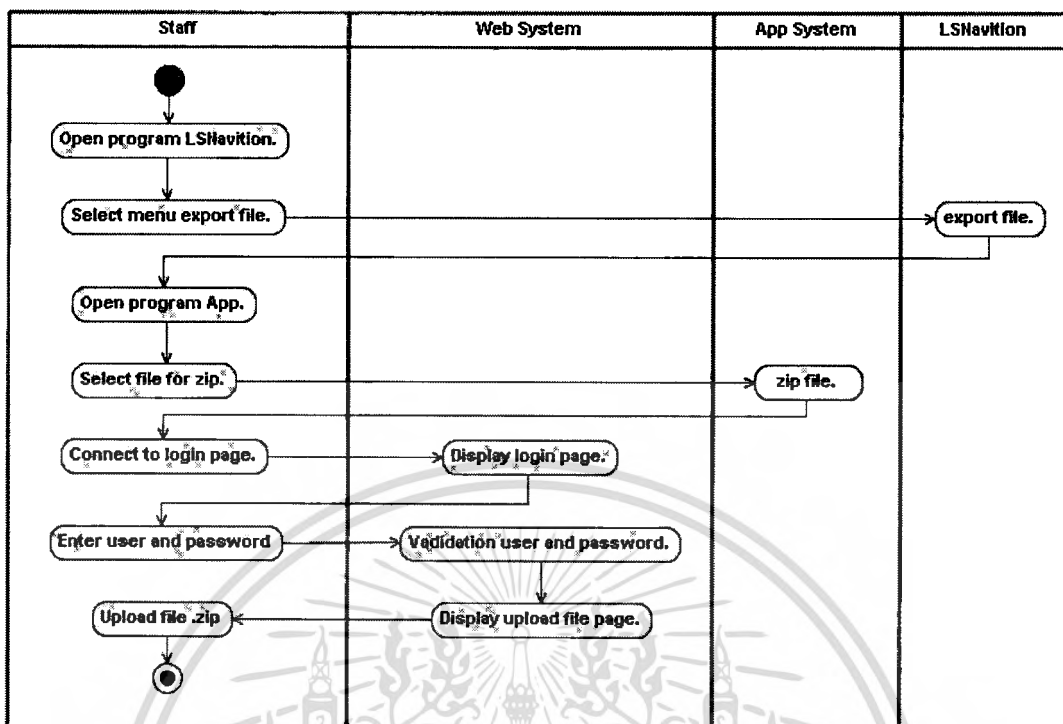 Staff Web System App System LSNavition
Open program LSNavition.
Select menu export file. export file.
Open program App.
Select file for zip. zip file.
Connect to login page. Display login page.
Enter user and password Vadidation user and password.
Upload file .zip Display upload file page.